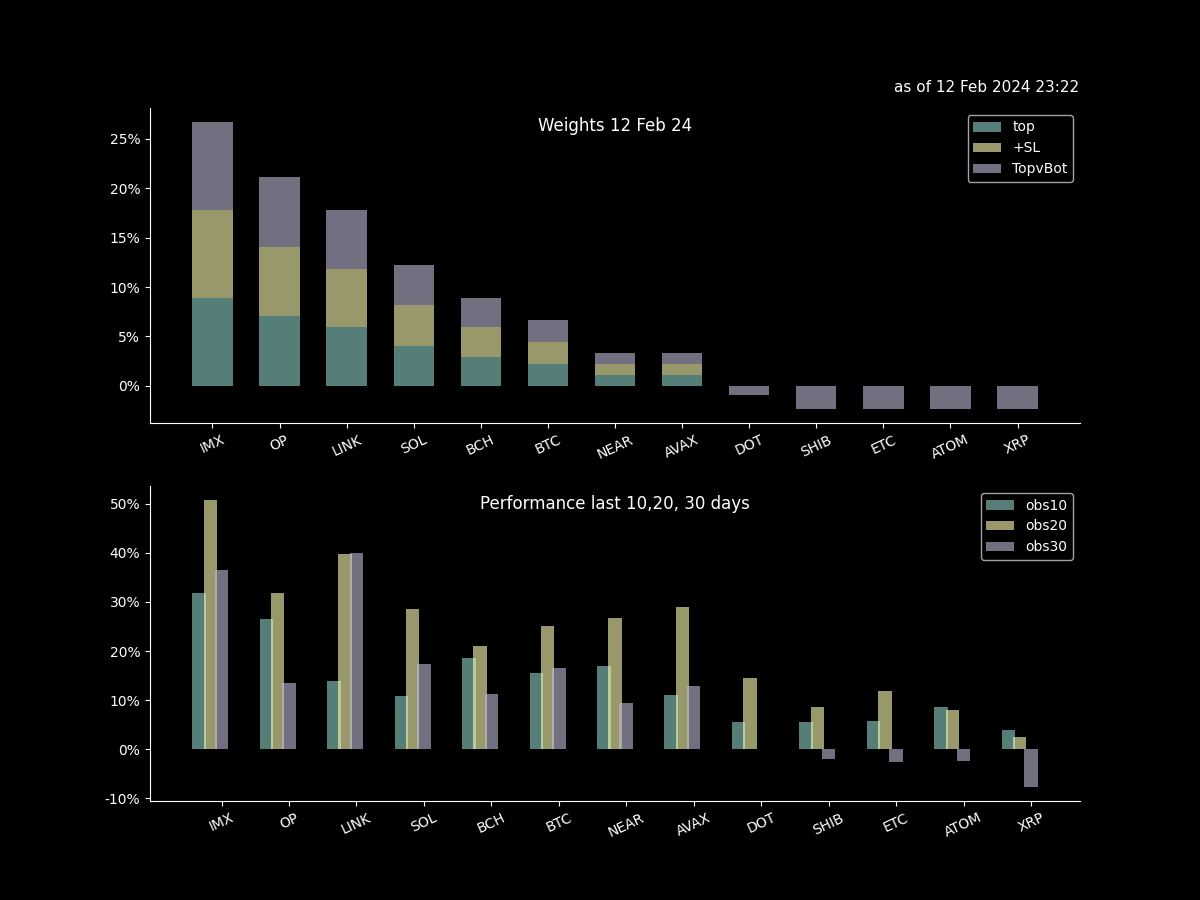 as of 12 Feb 2024 23:22
Weights 12 Feb 24
top
+SL
TopvBot
25%
20%
15%
10%
5%
0%
IMX OP LINK SOL BCH BTC NEAR AVAX DOT SHIB ETC ATOM XRP
Performance last 10,20, 30 days
obs10
obs20
obs30
50%
40%
30%
20%
10%
0%
-10%
IMX OP LINK SOL BCH BTC NEAR AVAX DOT SHIB ETC ATOM XRP